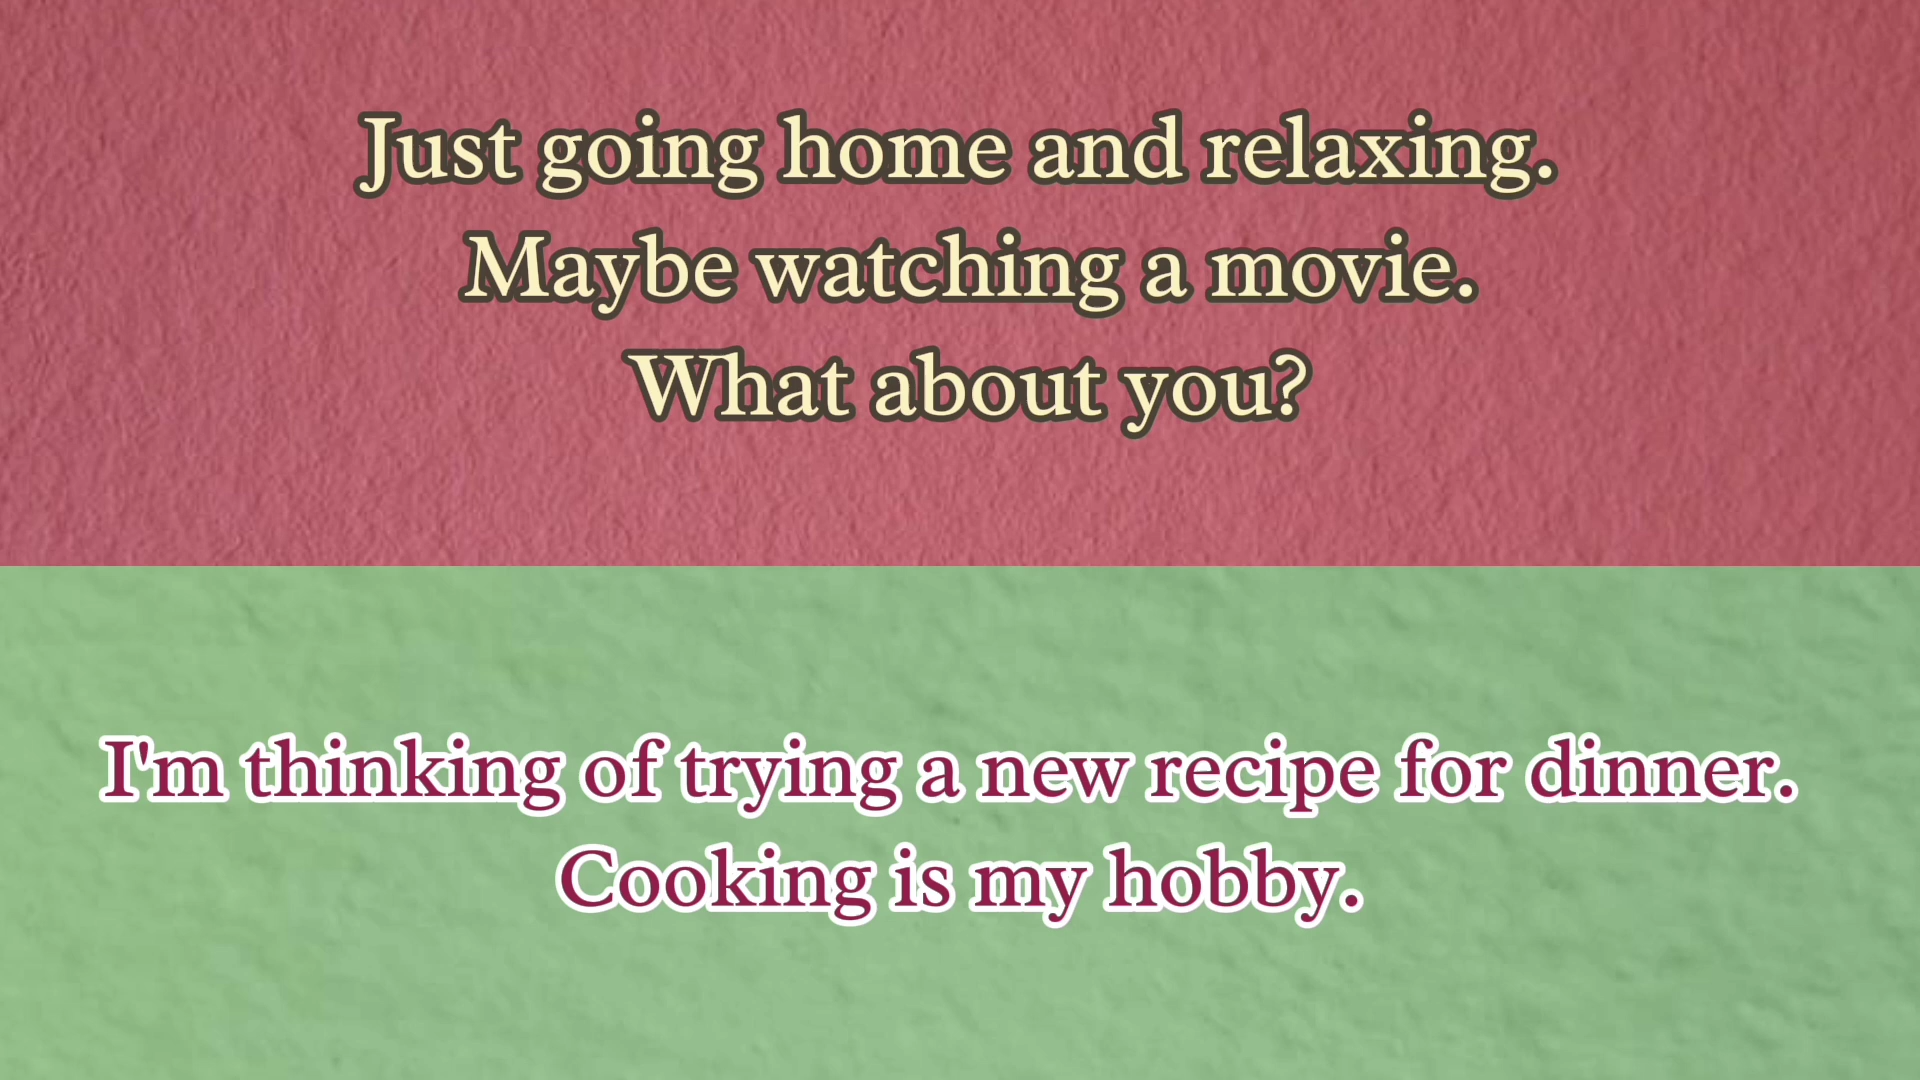 Just going home and relaxing.
Maybe watching a movie.
What about you?
I'm thinking of trying a new recipe for dinner.
Cooking is my hobby.